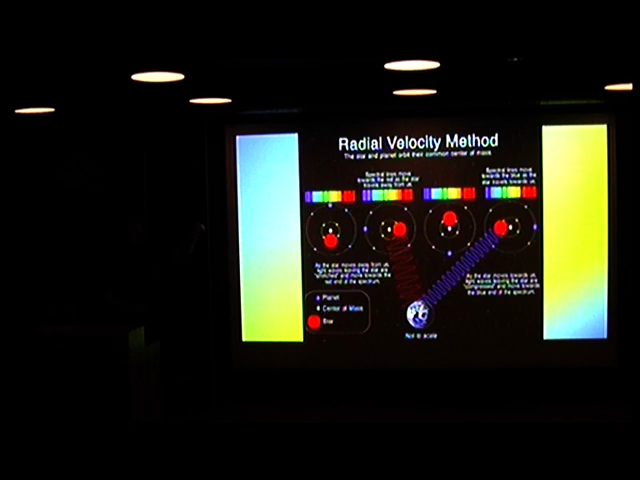 Radial Velocity Method
The star and planet orbit their common center of mass.
Spectral lines move
towards the red as the star
travels away from us.
Spectral lines move
towards the blue as the
star travels towards us.
As the star moves away from us,
light waves leaving the star are
"stretched" and move towards the
red end of the spectrum.
As the star moves towards us,
light waves leaving the star are
"compressed" and move towards
the blue end of the spectrum.
Planet
Center of Mass
Star
Not to scale